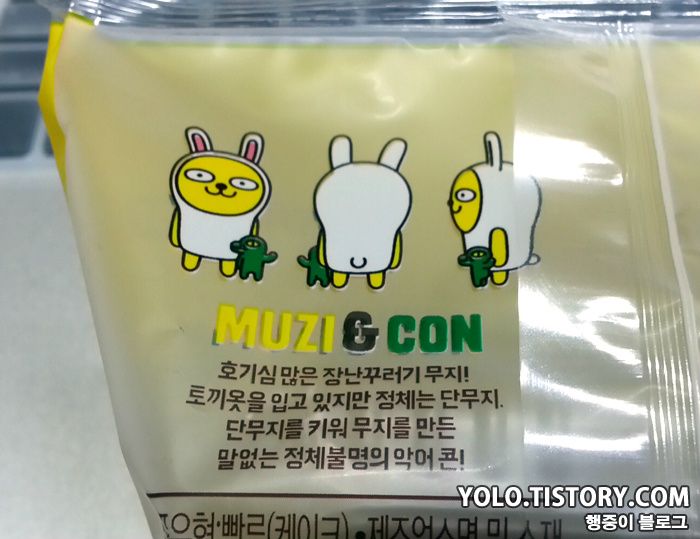 MUZI & CON
호기심 많은 장난꾸러기 무지!
토끼옷을 입고 있지만 정체는 단무지.
단무지를 키워 무지를 만든
말없는 정체불명의 악어 콘!
YOLO.TISTORY.COM
행중이 블로그